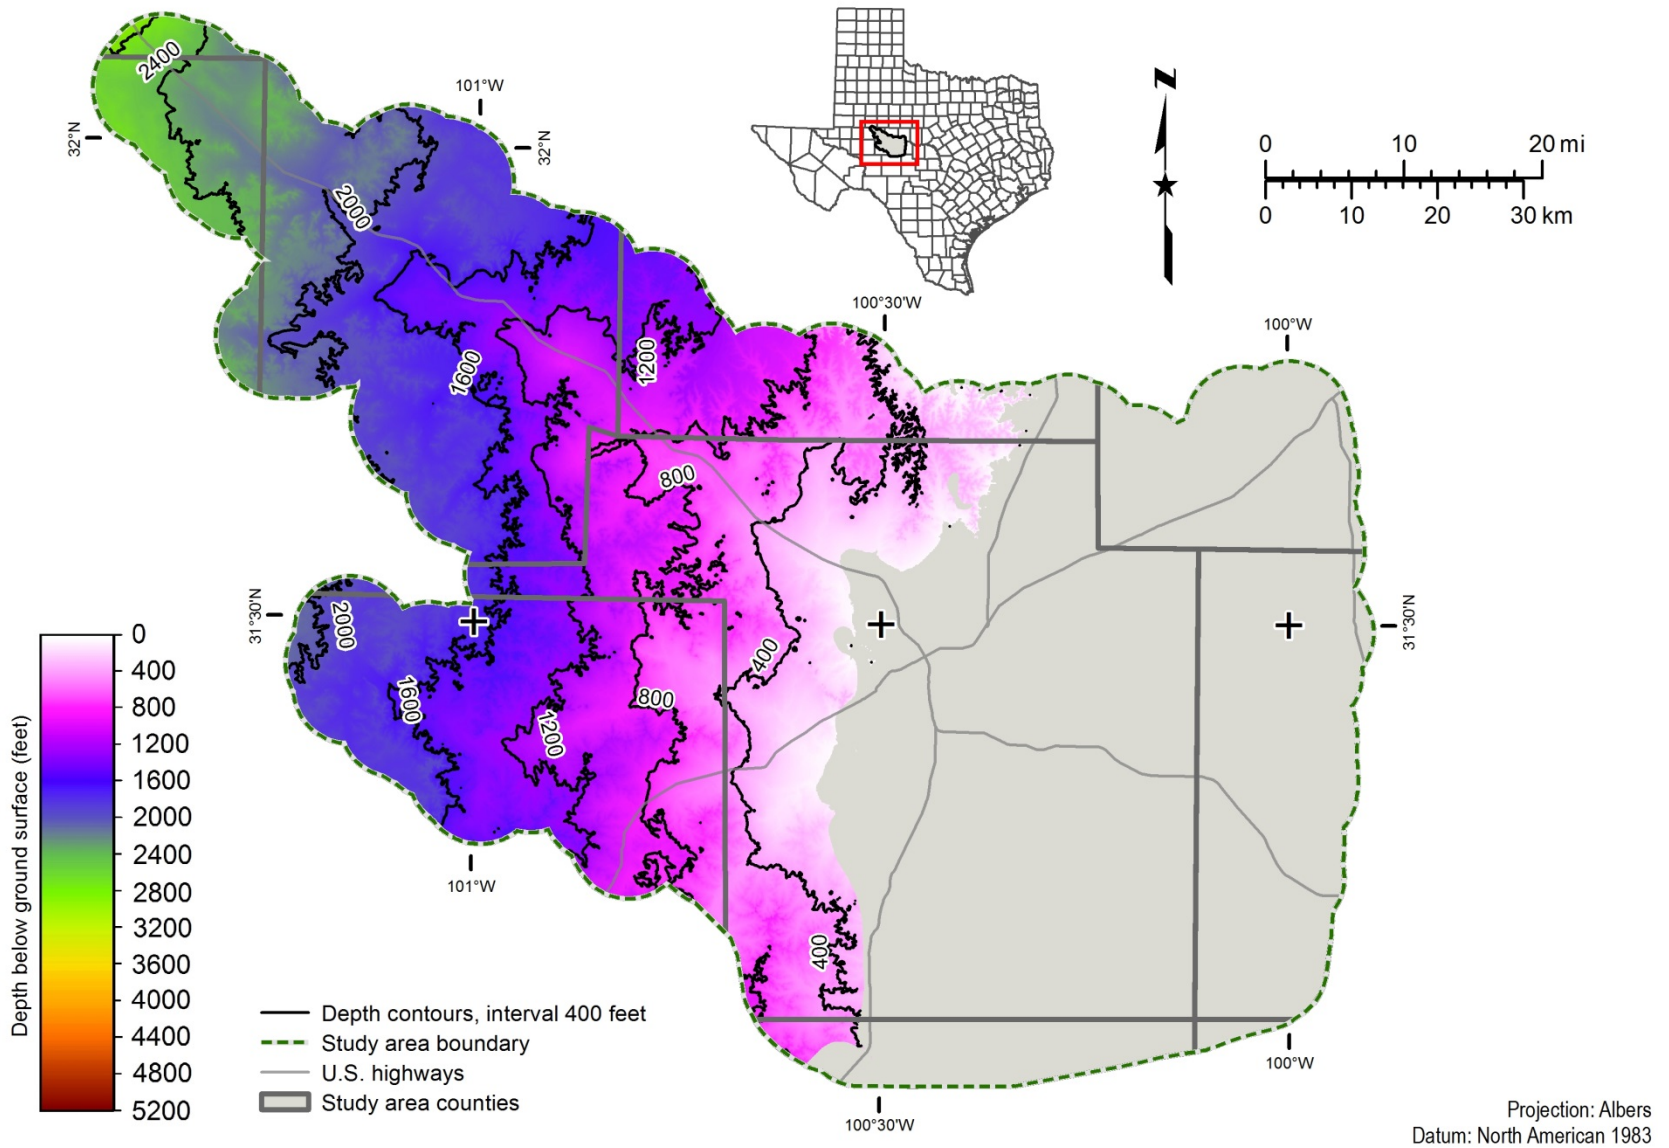 2400
101°W
32°N
32°N
Z
0 10 20 mi
0 10 20 30 km
2000
100°30'W
100°W
1600
1200
800
31°30'N
31°30'N
2000
400
800
1600
1200
400
101°W
100°W
100°30'W
Depth below ground surface (feet)
0
400
800
1200
1600
2000
2400
2800
3200
3600
4000
4400
4800
5200
Depth contours, interval 400 feet
Study area boundary
U.S. highways
Study area counties
Projection: Albers
Datum: North American 1983